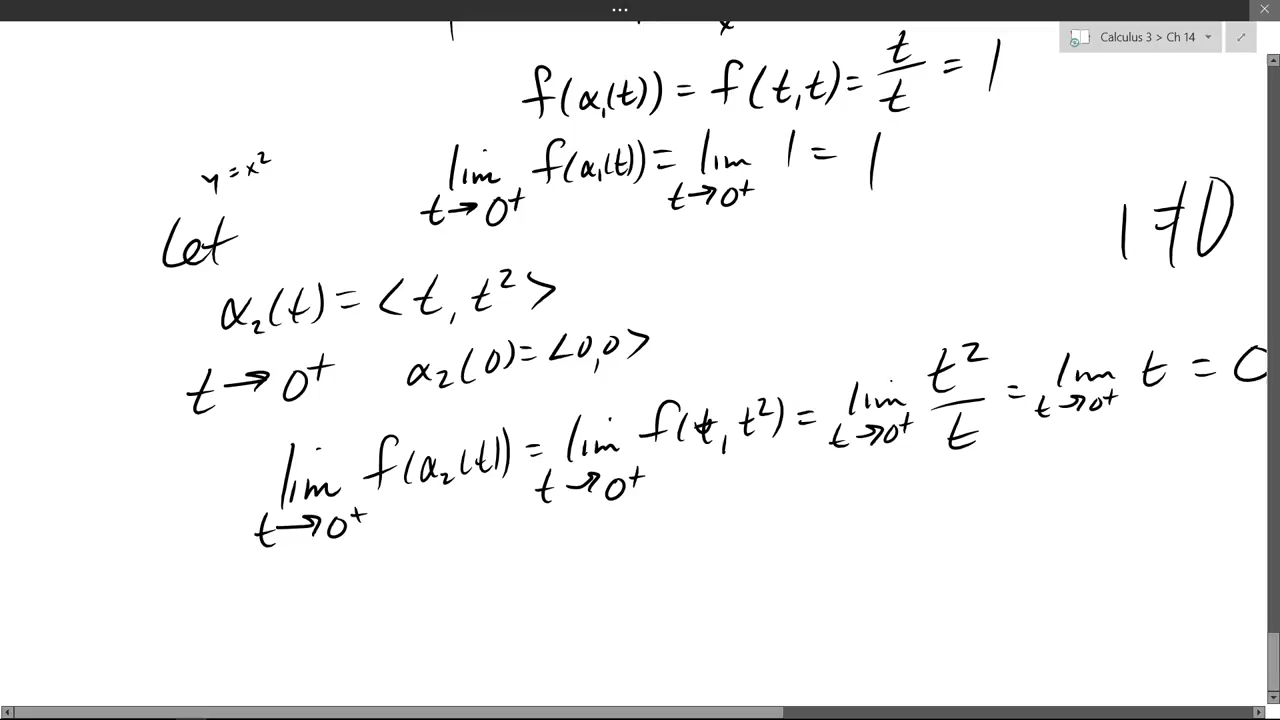 ...
Calculus 3 > Ch 14
x
f(α₁(t)) = f(t,t) = t/t = 1
lim t→0⁺ f(α₁(t)) = lim t→0⁺ 1 = 1
y = x²
1 ≠ 0
Let
α₂(t) = <t, t²>
t → 0⁺ α₂(0) = <0,0>
lim t→0⁺ f(α₂(t)) = lim t→0⁺ f(t, t²) = lim t→0⁺ t²/t = lim t→0⁺ t = 0